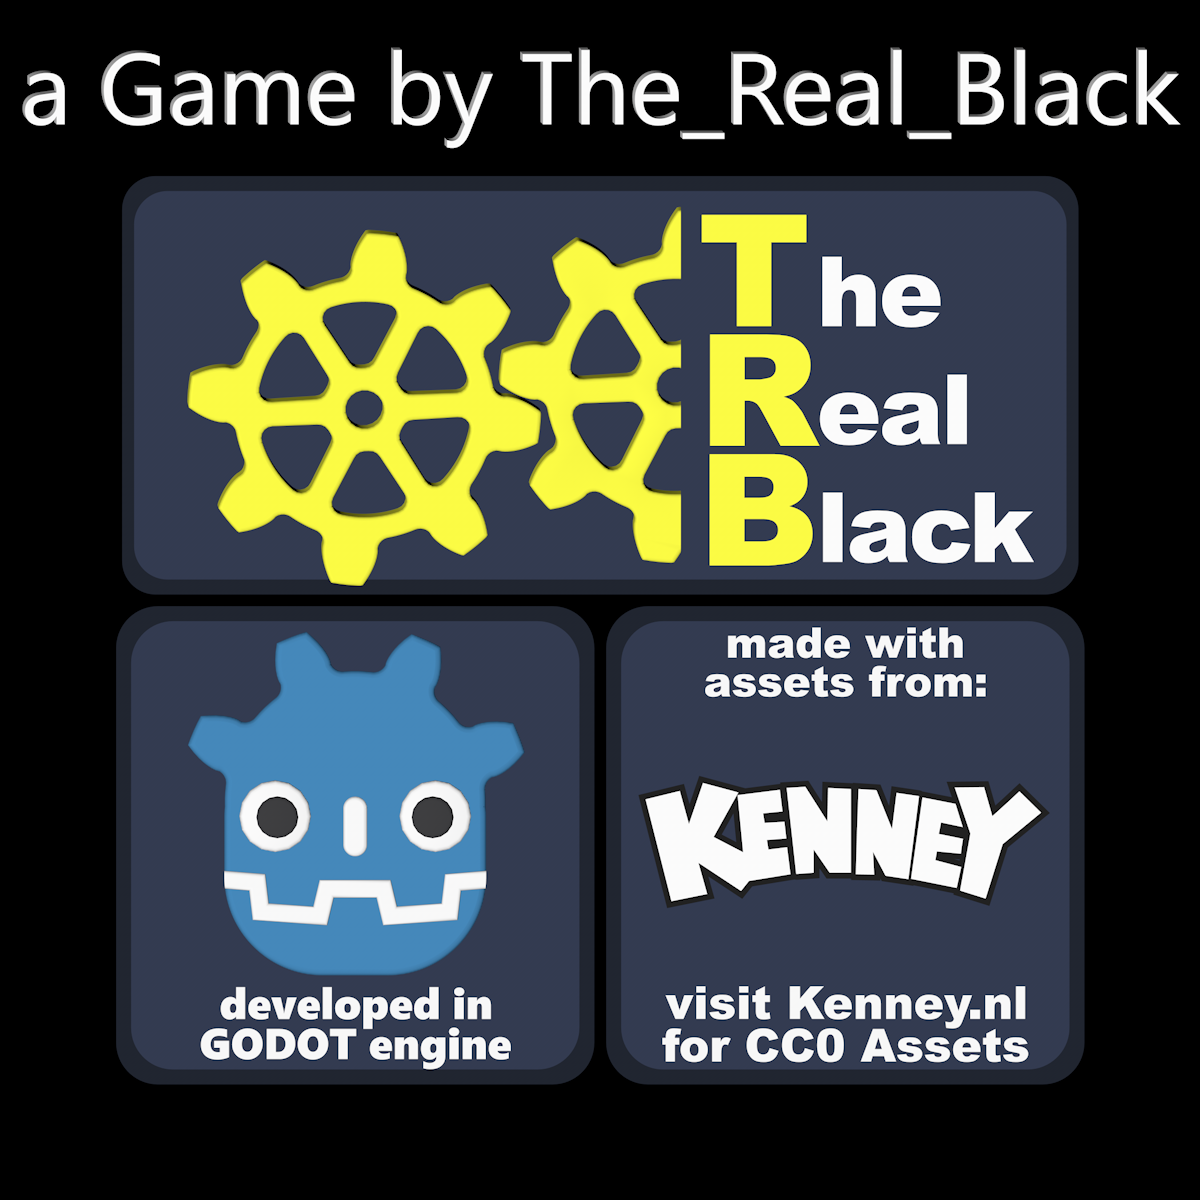 a Game by The_Real_Black
The
Real
Black
developed in
GODOT engine
made with
assets from:
KENNEY
visit Kenney.nl
for CC0 Assets